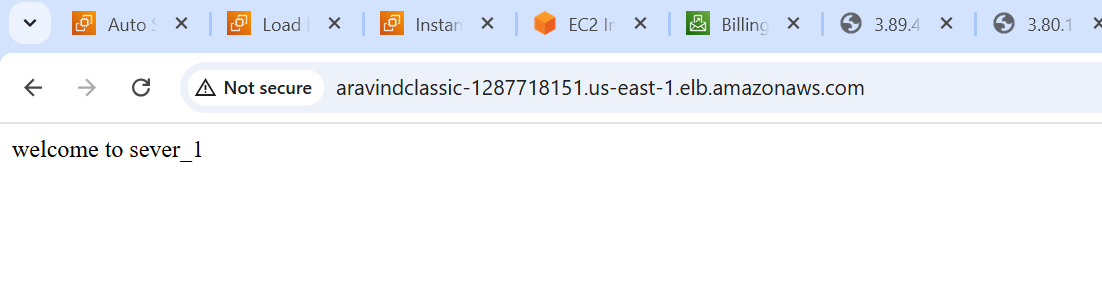 Auto S
Load
Instan
EC2 In
Billing
3.89.4
3.80.1
Not secure
aravindclassic-1287718151.us-east-1.elb.amazonaws.com
welcome to sever_1